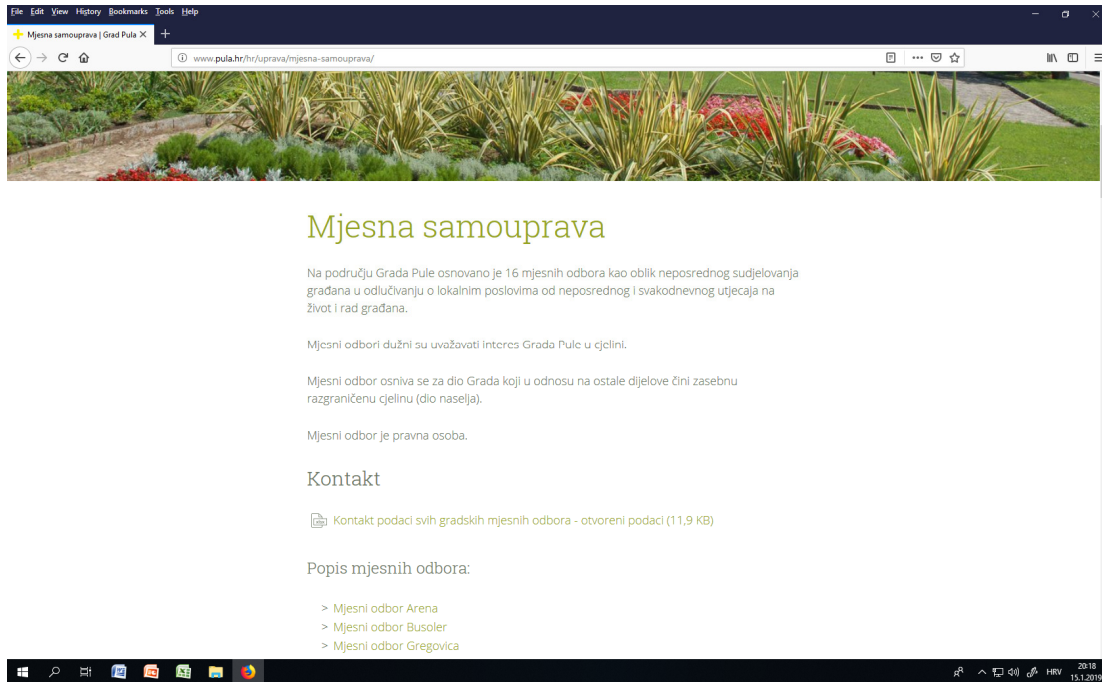 File Edit View History Bookmarks Tools Help
Mjesna samouprava | Grad Pula
www.pula.hr/hr/uprava/mjesna-samouprava/
Mjesna samouprava
Na području Grada Pule osnovano je 16 mjesnih odbora kao oblik neposrednog sudjelovanja
građana u odlučivanju o lokalnim poslovima od neposrednog i svakodnevnog utjecaja na
život i rad građana.
Mjesni odbori dužni su uvažavati interes Grada Pule u cjelini.
Mjesni odbor osniva se za dio Grada koji u odnosu na ostale dijelove čini zasebnu
razgraničenu cjelinu (dio naselja).
Mjesni odbor je pravna osoba.
Kontakt
Kontakt podaci svih gradskih mjesnih odbora - otvoreni podaci (11,9 KB)
Popis mjesnih odbora:
> Mjesni odbor Arena
> Mjesni odbor Busoler
> Mjesni odbor Gregovica
HRV
20:18
15.1.2019